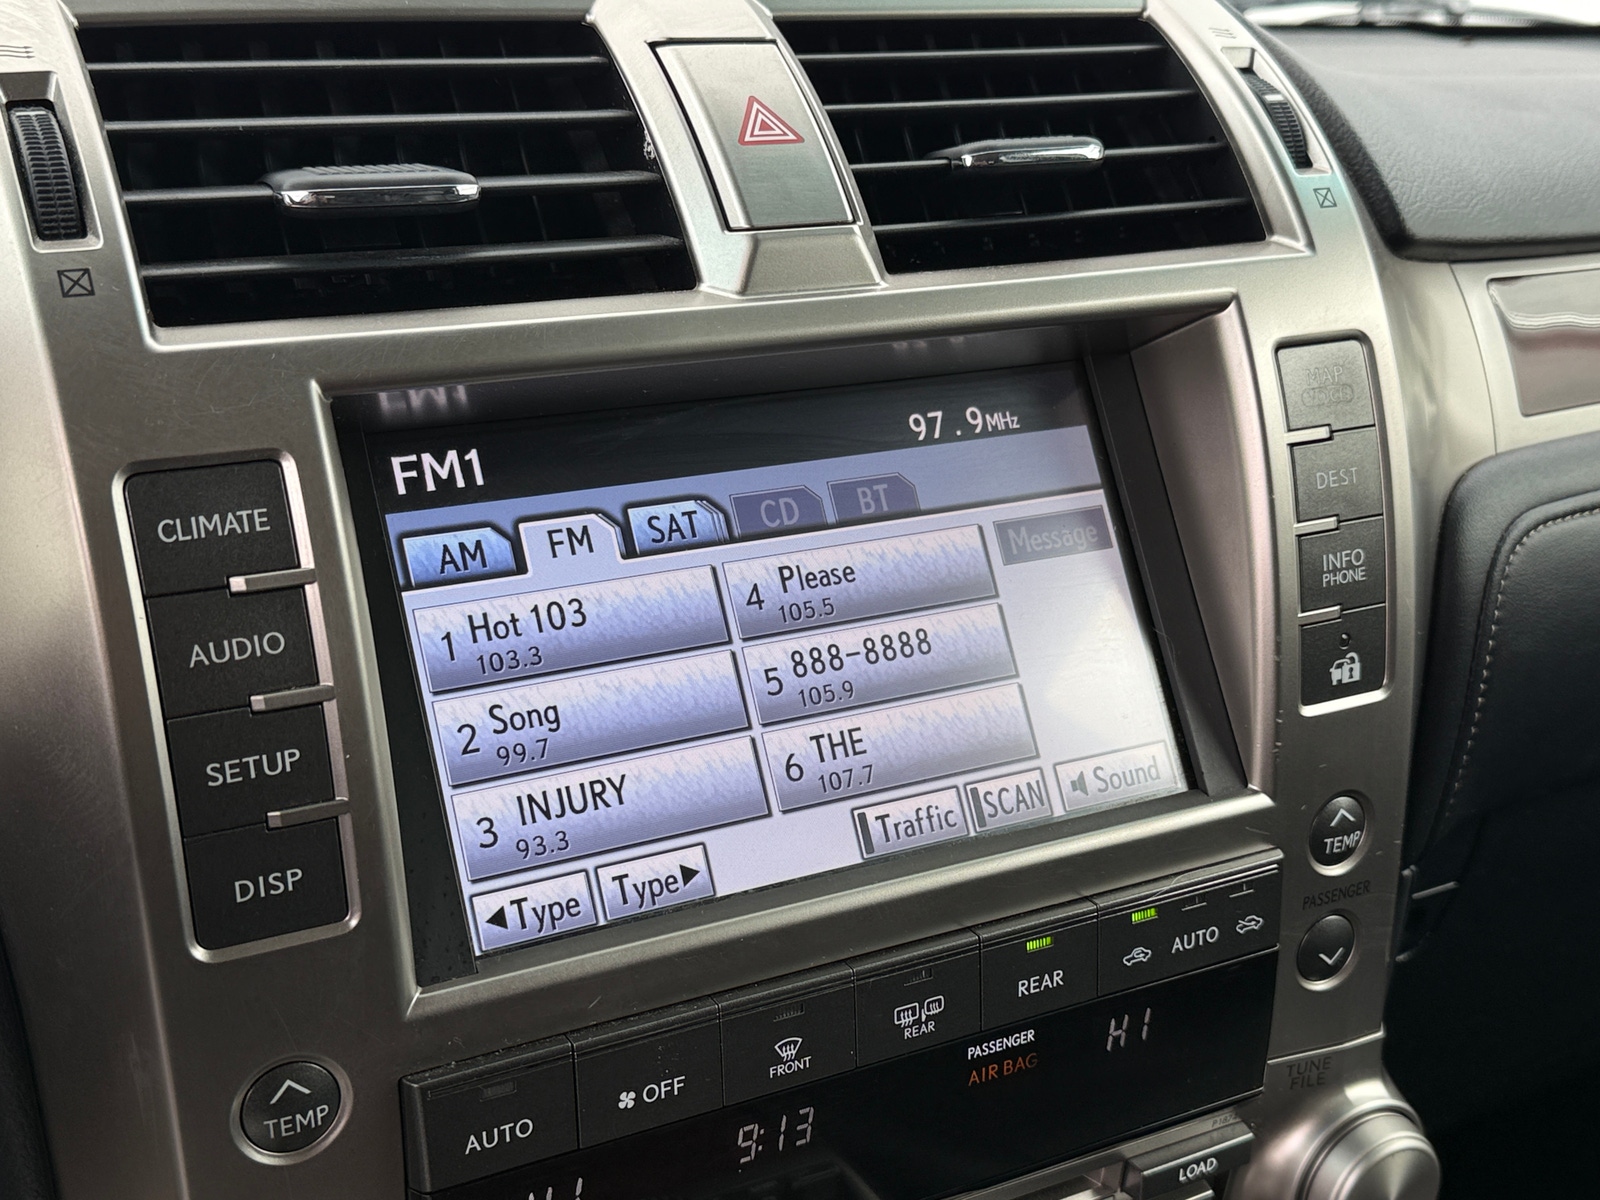 97.9MHz
FM1
AM
FM
SAT
CD
BT
Message
1 Hot 103
103.3
2 Song
99.7
3 INJURY
93.3
4 Please
105.5
5 888-8888
105.9
6 THE
107.7
◀Type
Type▶
Traffic
SCAN
Sound
CLIMATE
AUDIO
SETUP
DISP
MAP
DEST
INFO
PHONE
TEMP
PASSENGER
TEMP
AUTO
OFF
FRONT
REAR
REAR
AUTO
PASSENGER
AIR BAG
HI
9:13
TUNE
FILE
LOAD